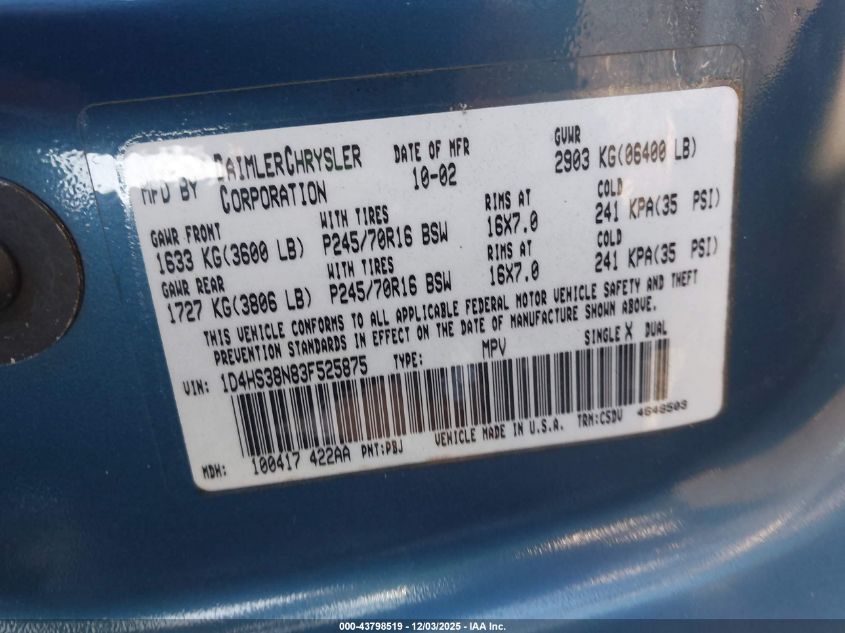 MFD BY DAIMLERCHRYSLER CORPORATION DATE OF MFR 10-02 GVWR 2903 KG(06400 LB)
GAWR FRONT WITH TIRES RIMS AT COLD
1633 KG(3600 LB) P245/70R16 BSW 16X7.0 241 KPA(35 PSI)
GAWR REAR WITH TIRES RIMS AT COLD
1727 KG(3806 LB) P245/70R16 BSW 16X7.0 241 KPA(35 PSI)
THIS VEHICLE CONFORMS TO ALL APPLICABLE FEDERAL MOTOR VEHICLE SAFETY AND THEFT
PREVENTION STANDARDS IN EFFECT ON THE DATE OF MANUFACTURE SHOWN ABOVE.
VIN: 1D4HS38N83F525875 TYPE: MPV SINGLE X DUAL
MDH: 100417 422AA PNT:PBJ VEHICLE MADE IN U.S.A. TRM:CSDV 4648503
000-43798519 - 12/03/2025 - IAA Inc.